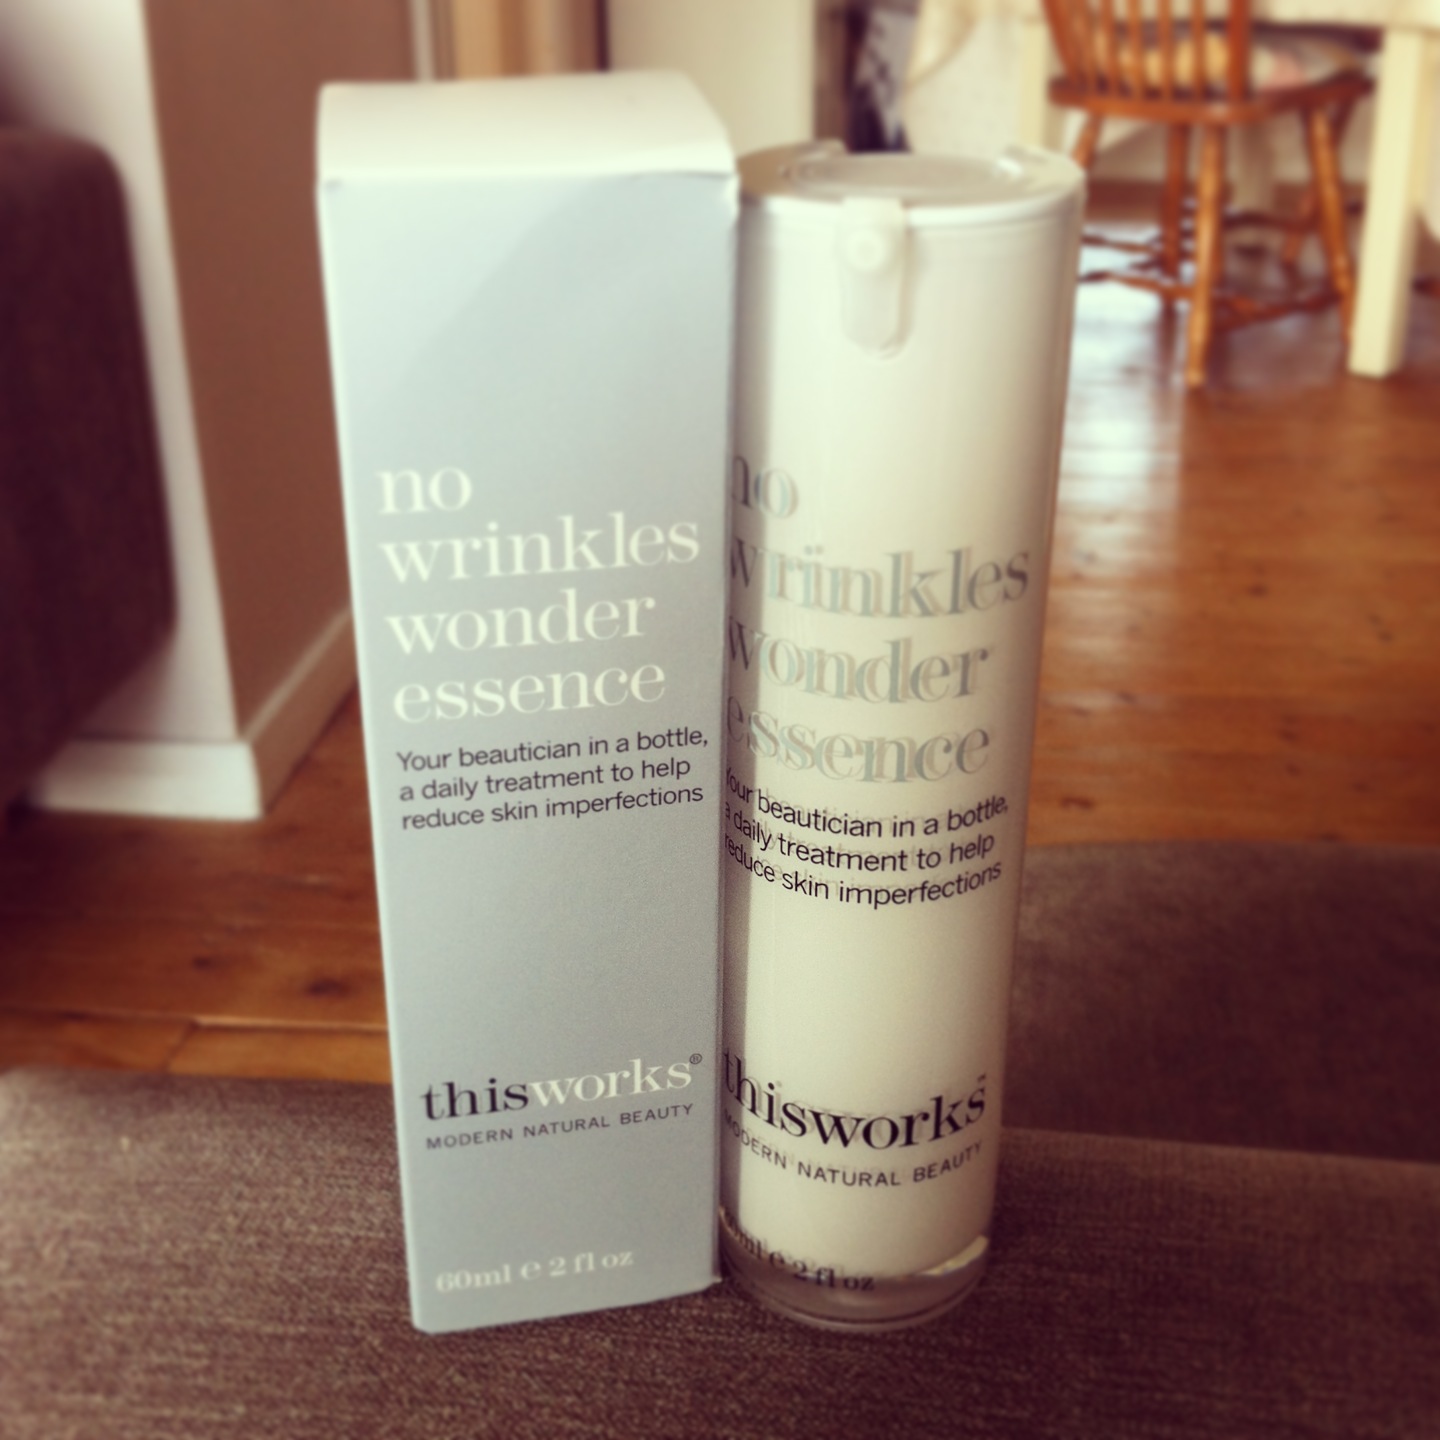 no
wrinkles
wonder
essence
Your beautician in a bottle,
a daily treatment to help
reduce skin imperfections
thisworks®
MODERN NATURAL BEAUTY
60ml e 2 fl oz
no
wrinkles
wonder
essence
Your beautician in a bottle,
a daily treatment to help
reduce skin imperfections
thisworks
MODERN NATURAL BEAUTY
60ml e 2 fl oz